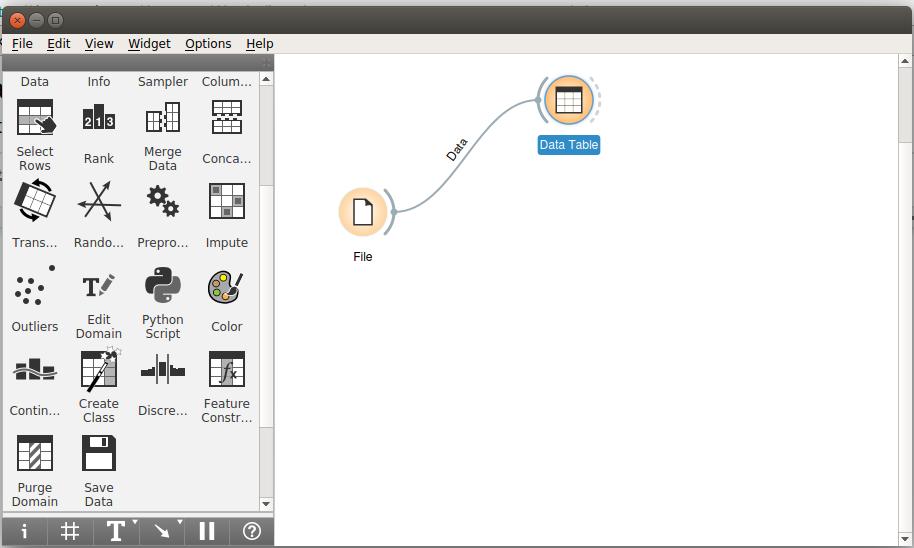 File Edit View Widget Options Help
Data Info Sampler Colum...
Select Rows
Rank
Merge Data
Conca...
Trans... Rando... Prepro... Impute
Outliers
Edit Domain
Python Script
Color
Contin...
Create Class
Discre...
Feature Constr...
Purge Domain
Save Data
Data
Data Table
File